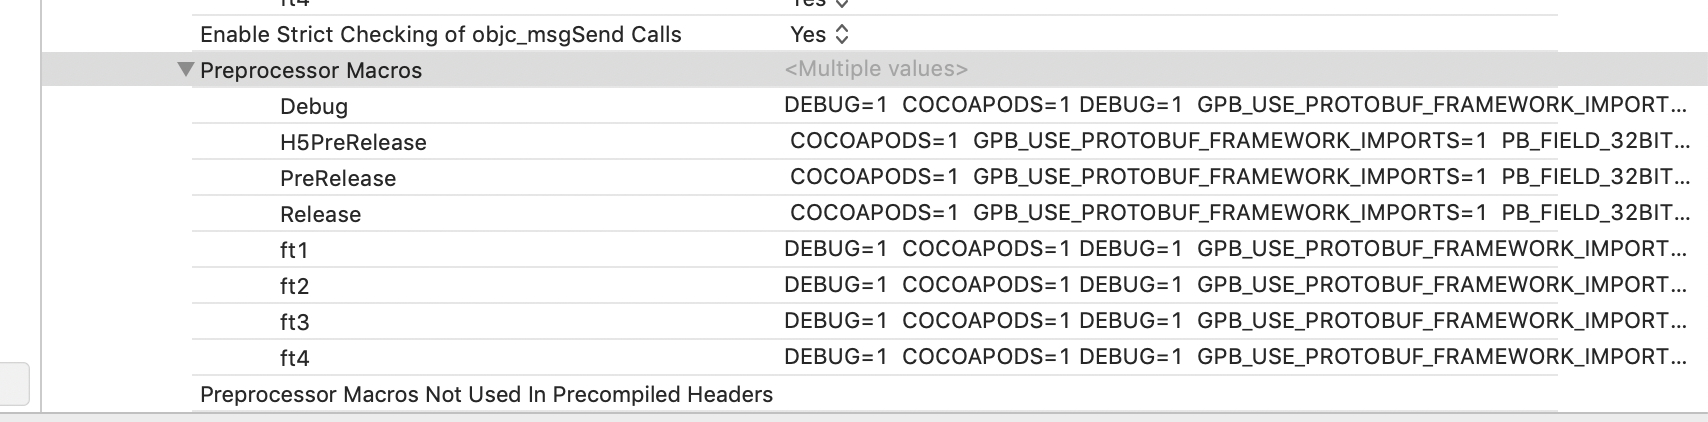 ft4 Yes
Enable Strict Checking of objc_msgSend Calls Yes
Preprocessor Macros <Multiple values>
Debug DEBUG=1 COCOAPODS=1 DEBUG=1 GPB_USE_PROTOBUF_FRAMEWORK_IMPORT...
H5PreRelease COCOAPODS=1 GPB_USE_PROTOBUF_FRAMEWORK_IMPORTS=1 PB_FIELD_32BIT...
PreRelease COCOAPODS=1 GPB_USE_PROTOBUF_FRAMEWORK_IMPORTS=1 PB_FIELD_32BIT...
Release COCOAPODS=1 GPB_USE_PROTOBUF_FRAMEWORK_IMPORTS=1 PB_FIELD_32BIT...
ft1 DEBUG=1 COCOAPODS=1 DEBUG=1 GPB_USE_PROTOBUF_FRAMEWORK_IMPORT...
ft2 DEBUG=1 COCOAPODS=1 DEBUG=1 GPB_USE_PROTOBUF_FRAMEWORK_IMPORT...
ft3 DEBUG=1 COCOAPODS=1 DEBUG=1 GPB_USE_PROTOBUF_FRAMEWORK_IMPORT...
ft4 DEBUG=1 COCOAPODS=1 DEBUG=1 GPB_USE_PROTOBUF_FRAMEWORK_IMPORT...
Preprocessor Macros Not Used In Precompiled Headers